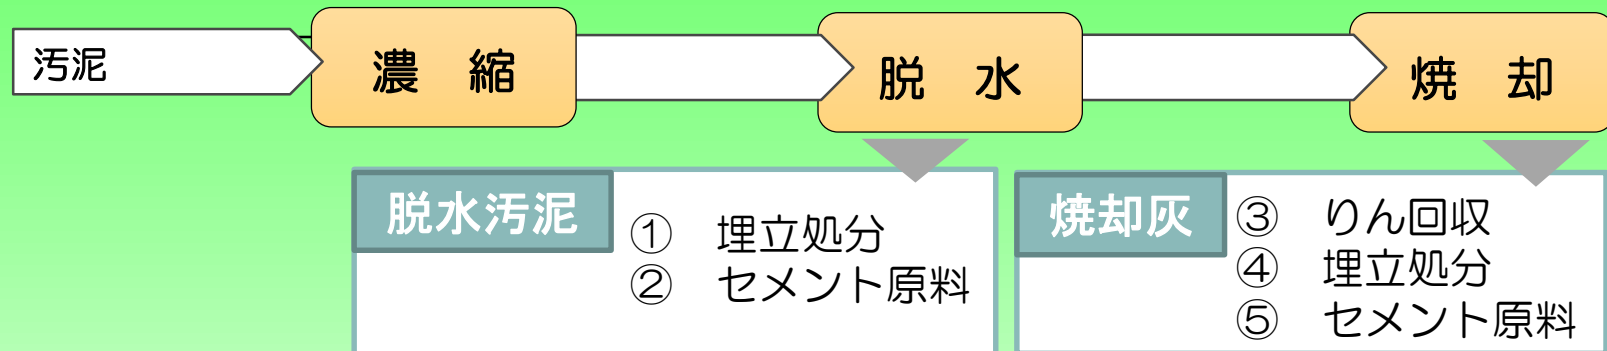 汚泥
濃　縮
脱　水
焼　却
脱水汚泥
①　埋立処分
②　セメント原料
焼却灰
③　りん回収
④　埋立処分
⑤　セメント原料